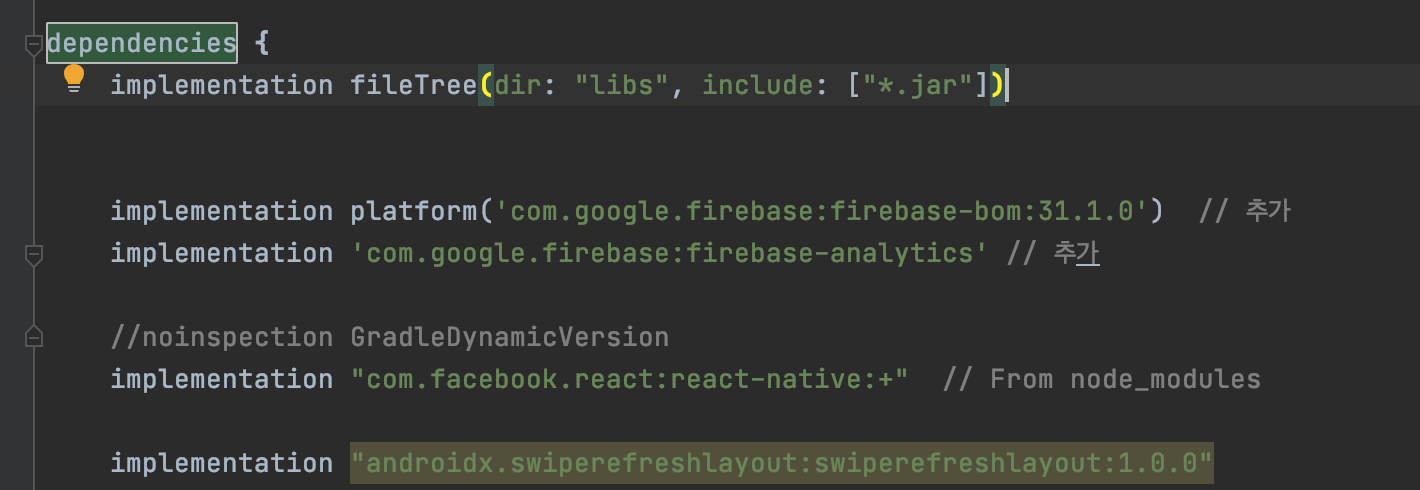 dependencies {
implementation fileTree(dir: "libs", include: ["*.jar"])
implementation platform('com.google.firebase:firebase-bom:31.1.0')  // 추가
implementation 'com.google.firebase:firebase-analytics' // 추가
//noinspection GradleDynamicVersion
implementation "com.facebook.react:react-native:+"  // From node_modules
implementation "androidx.swiperefreshlayout:swiperefreshlayout:1.0.0"